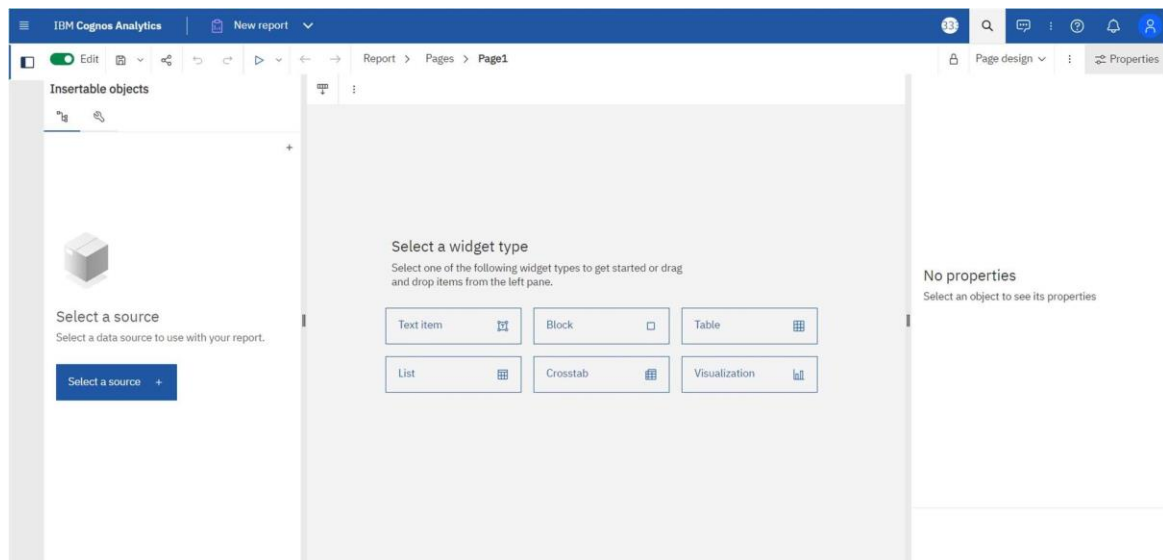 IBM Cognos Analytics
New report
Edit
Report > Pages > Page1
Page design
Properties
Insertable objects
Select a source
Select a data source to use with your report.
Select a source +
Select a widget type
Select one of the following widget types to get started or drag
and drop items from the left pane.
Text item
Block
Table
List
Crosstab
Visualization
No properties
Select an object to see its properties